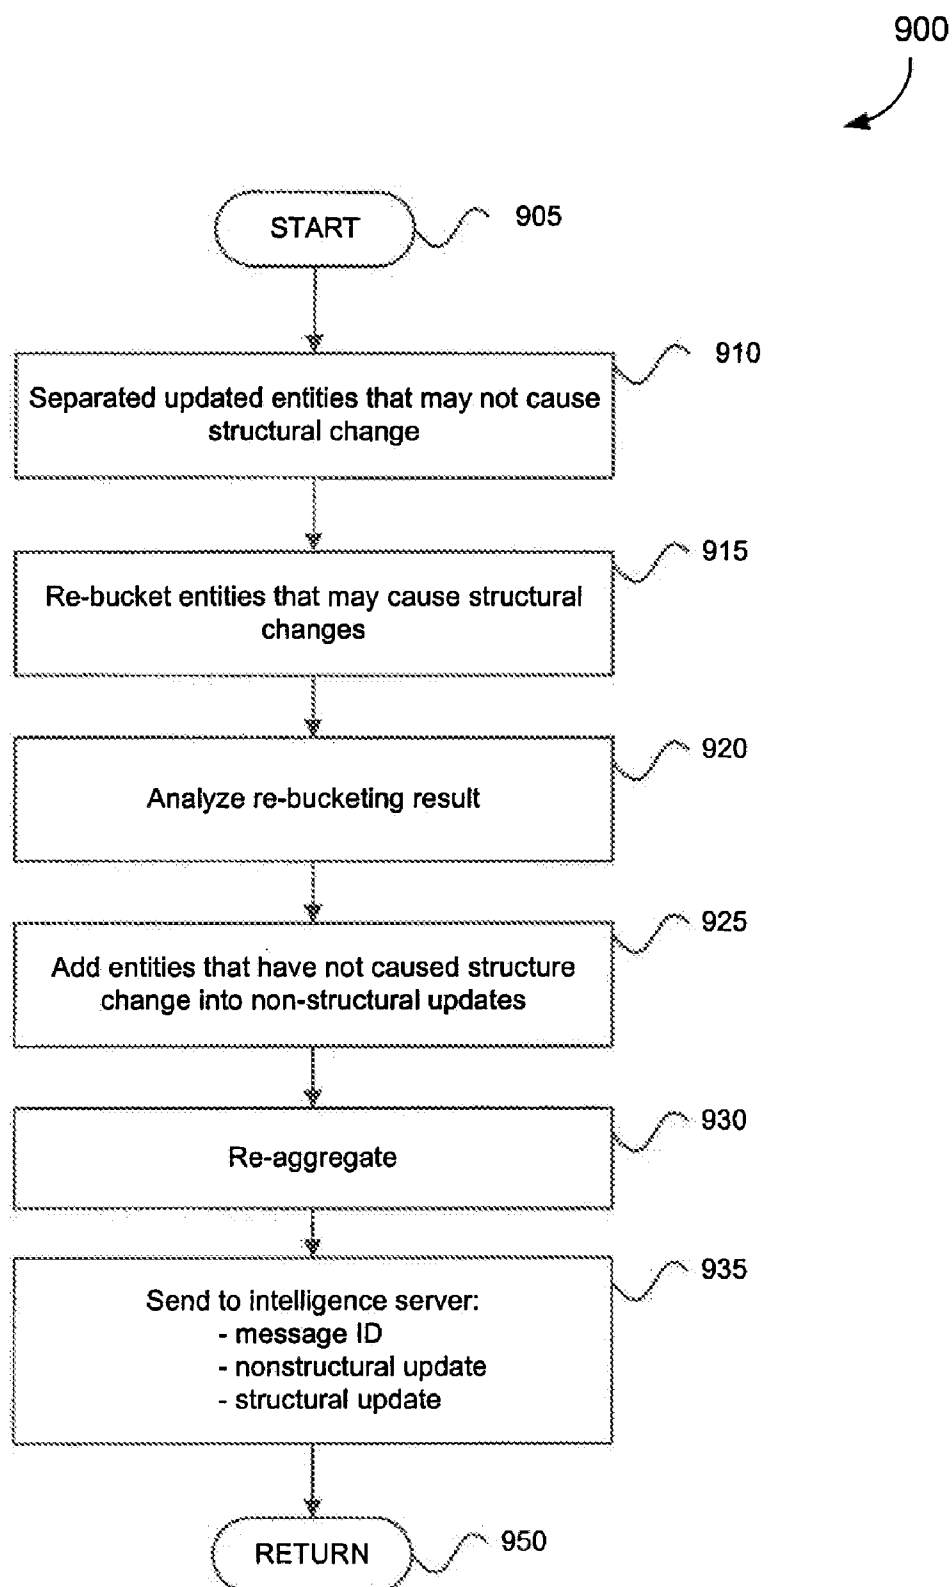 900
START
905
910
Separated updated entities that may not cause
structural change
915
Re-bucket entities that may cause structural
changes
920
Analyze re-bucketing result
925
Add entities that have not caused structure
change into non-structural updates
930
Re-aggregate
935
Send to intelligence server:
- message ID
- nonstructural update
- structural update
RETURN
950